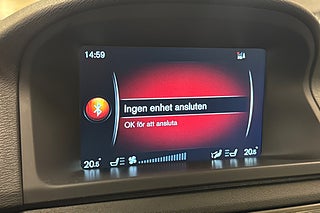 14:59
Ingen enhet ansluten
OK för att ansluta
20.5° 20.5°